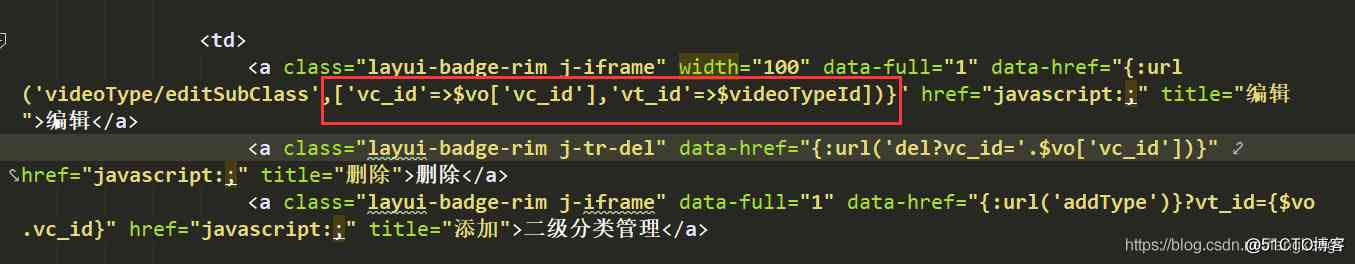 <td>
<a class="layui-badge-rim j-iframe" width="100" data-full="1" data-href="{:url
('videoType/editSubClass',['vc_id'=>$vo['vc_id'],'vt_id'=>$videoTypeId])}" href="javascript:;" title="编辑
">编辑</a>
<a class="layui-badge-rim j-tr-del" data-href="{:url('del?vc_id='.$vo['vc_id'])}"
href="javascript:;" title="删除">删除</a>
<a class="layui-badge-rim j-iframe" data-full="1" data-href="{:url('addType')}?vt_id={$vo
.vc_id}" href="javascript:;" title="添加">二级分类管理</a>
https://blog.csdn.n
@51CTO博客